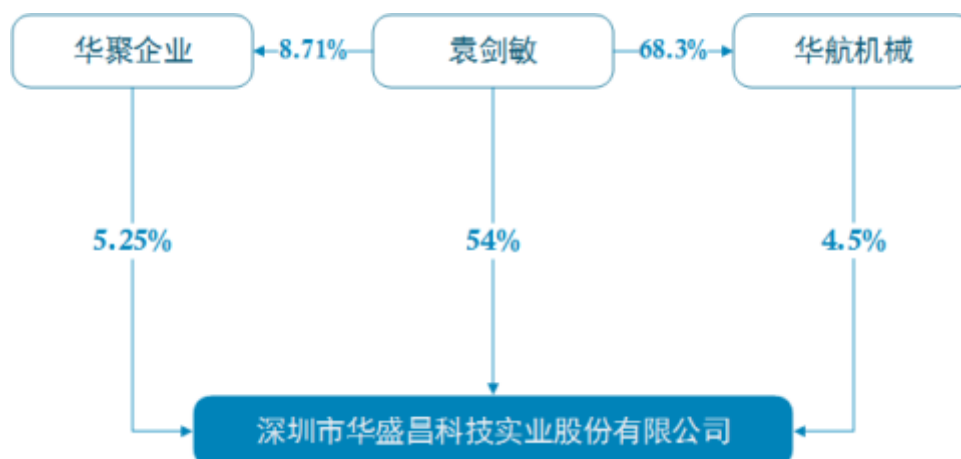 华聚企业
8.71%
袁剑敏
68.3%
华航机械
5.25%
54%
4.5%
深圳市华盛昌科技实业股份有限公司